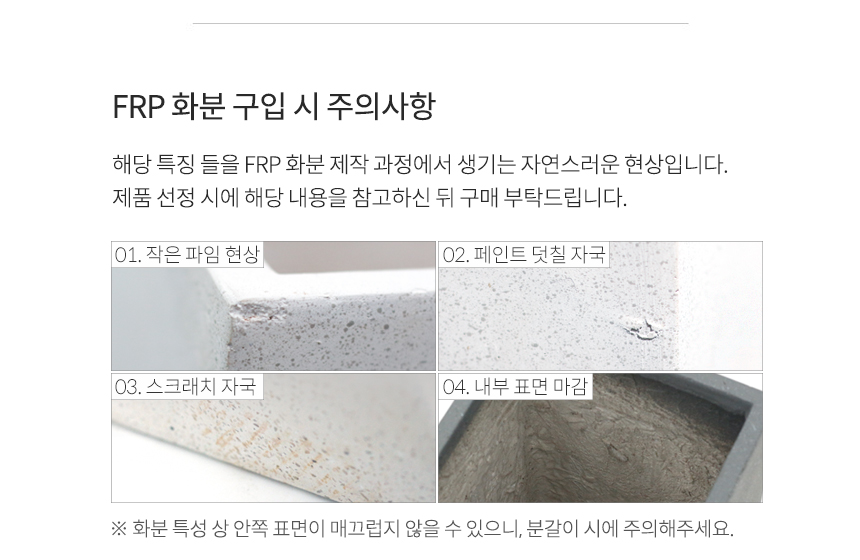 FRP 화분 구입 시 주의사항
해당 특징 들을 FRP 화분 제작 과정에서 생기는 자연스러운 현상입니다.
제품 선정 시에 해당 내용을 참고하신 뒤 구매 부탁드립니다.
01. 작은 파임 현상
02. 페인트 덧칠 자국
03. 스크래치 자국
04. 내부 표면 마감
※ 화분 특성 상 안쪽 표면이 매끄럽지 않을 수 있으니, 분갈이 시에 주의해주세요.